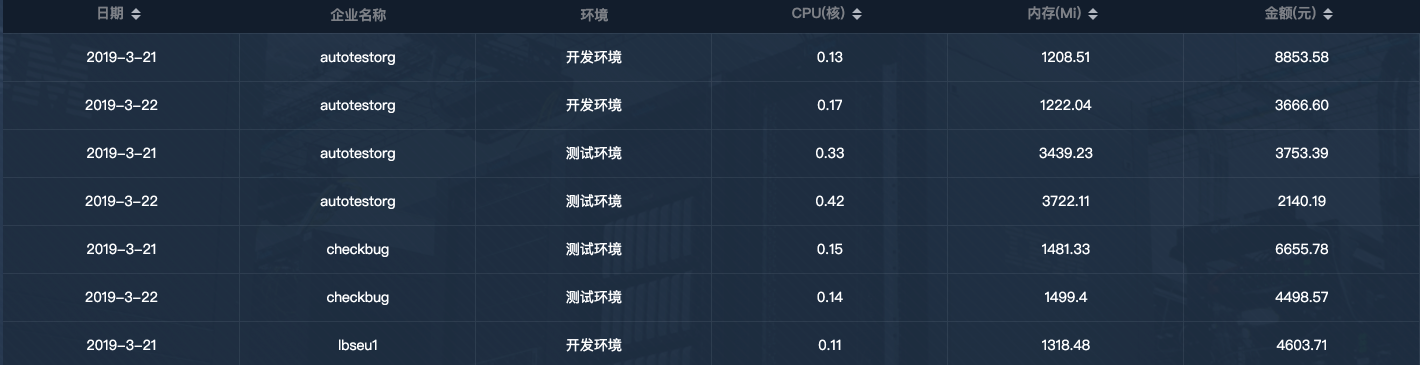 日期 企业名称 环境 CPU(核) 内存(Mi) 金额(元)
2019-3-21 autotestorg 开发环境 0.13 1208.51 8853.58
2019-3-22 autotestorg 开发环境 0.17 1222.04 3666.60
2019-3-21 autotestorg 测试环境 0.33 3439.23 3753.39
2019-3-22 autotestorg 测试环境 0.42 3722.11 2140.19
2019-3-21 checkbug 测试环境 0.15 1481.33 6655.78
2019-3-22 checkbug 测试环境 0.14 1499.4 4498.57
2019-3-21 lbseu1 开发环境 0.11 1318.48 4603.71